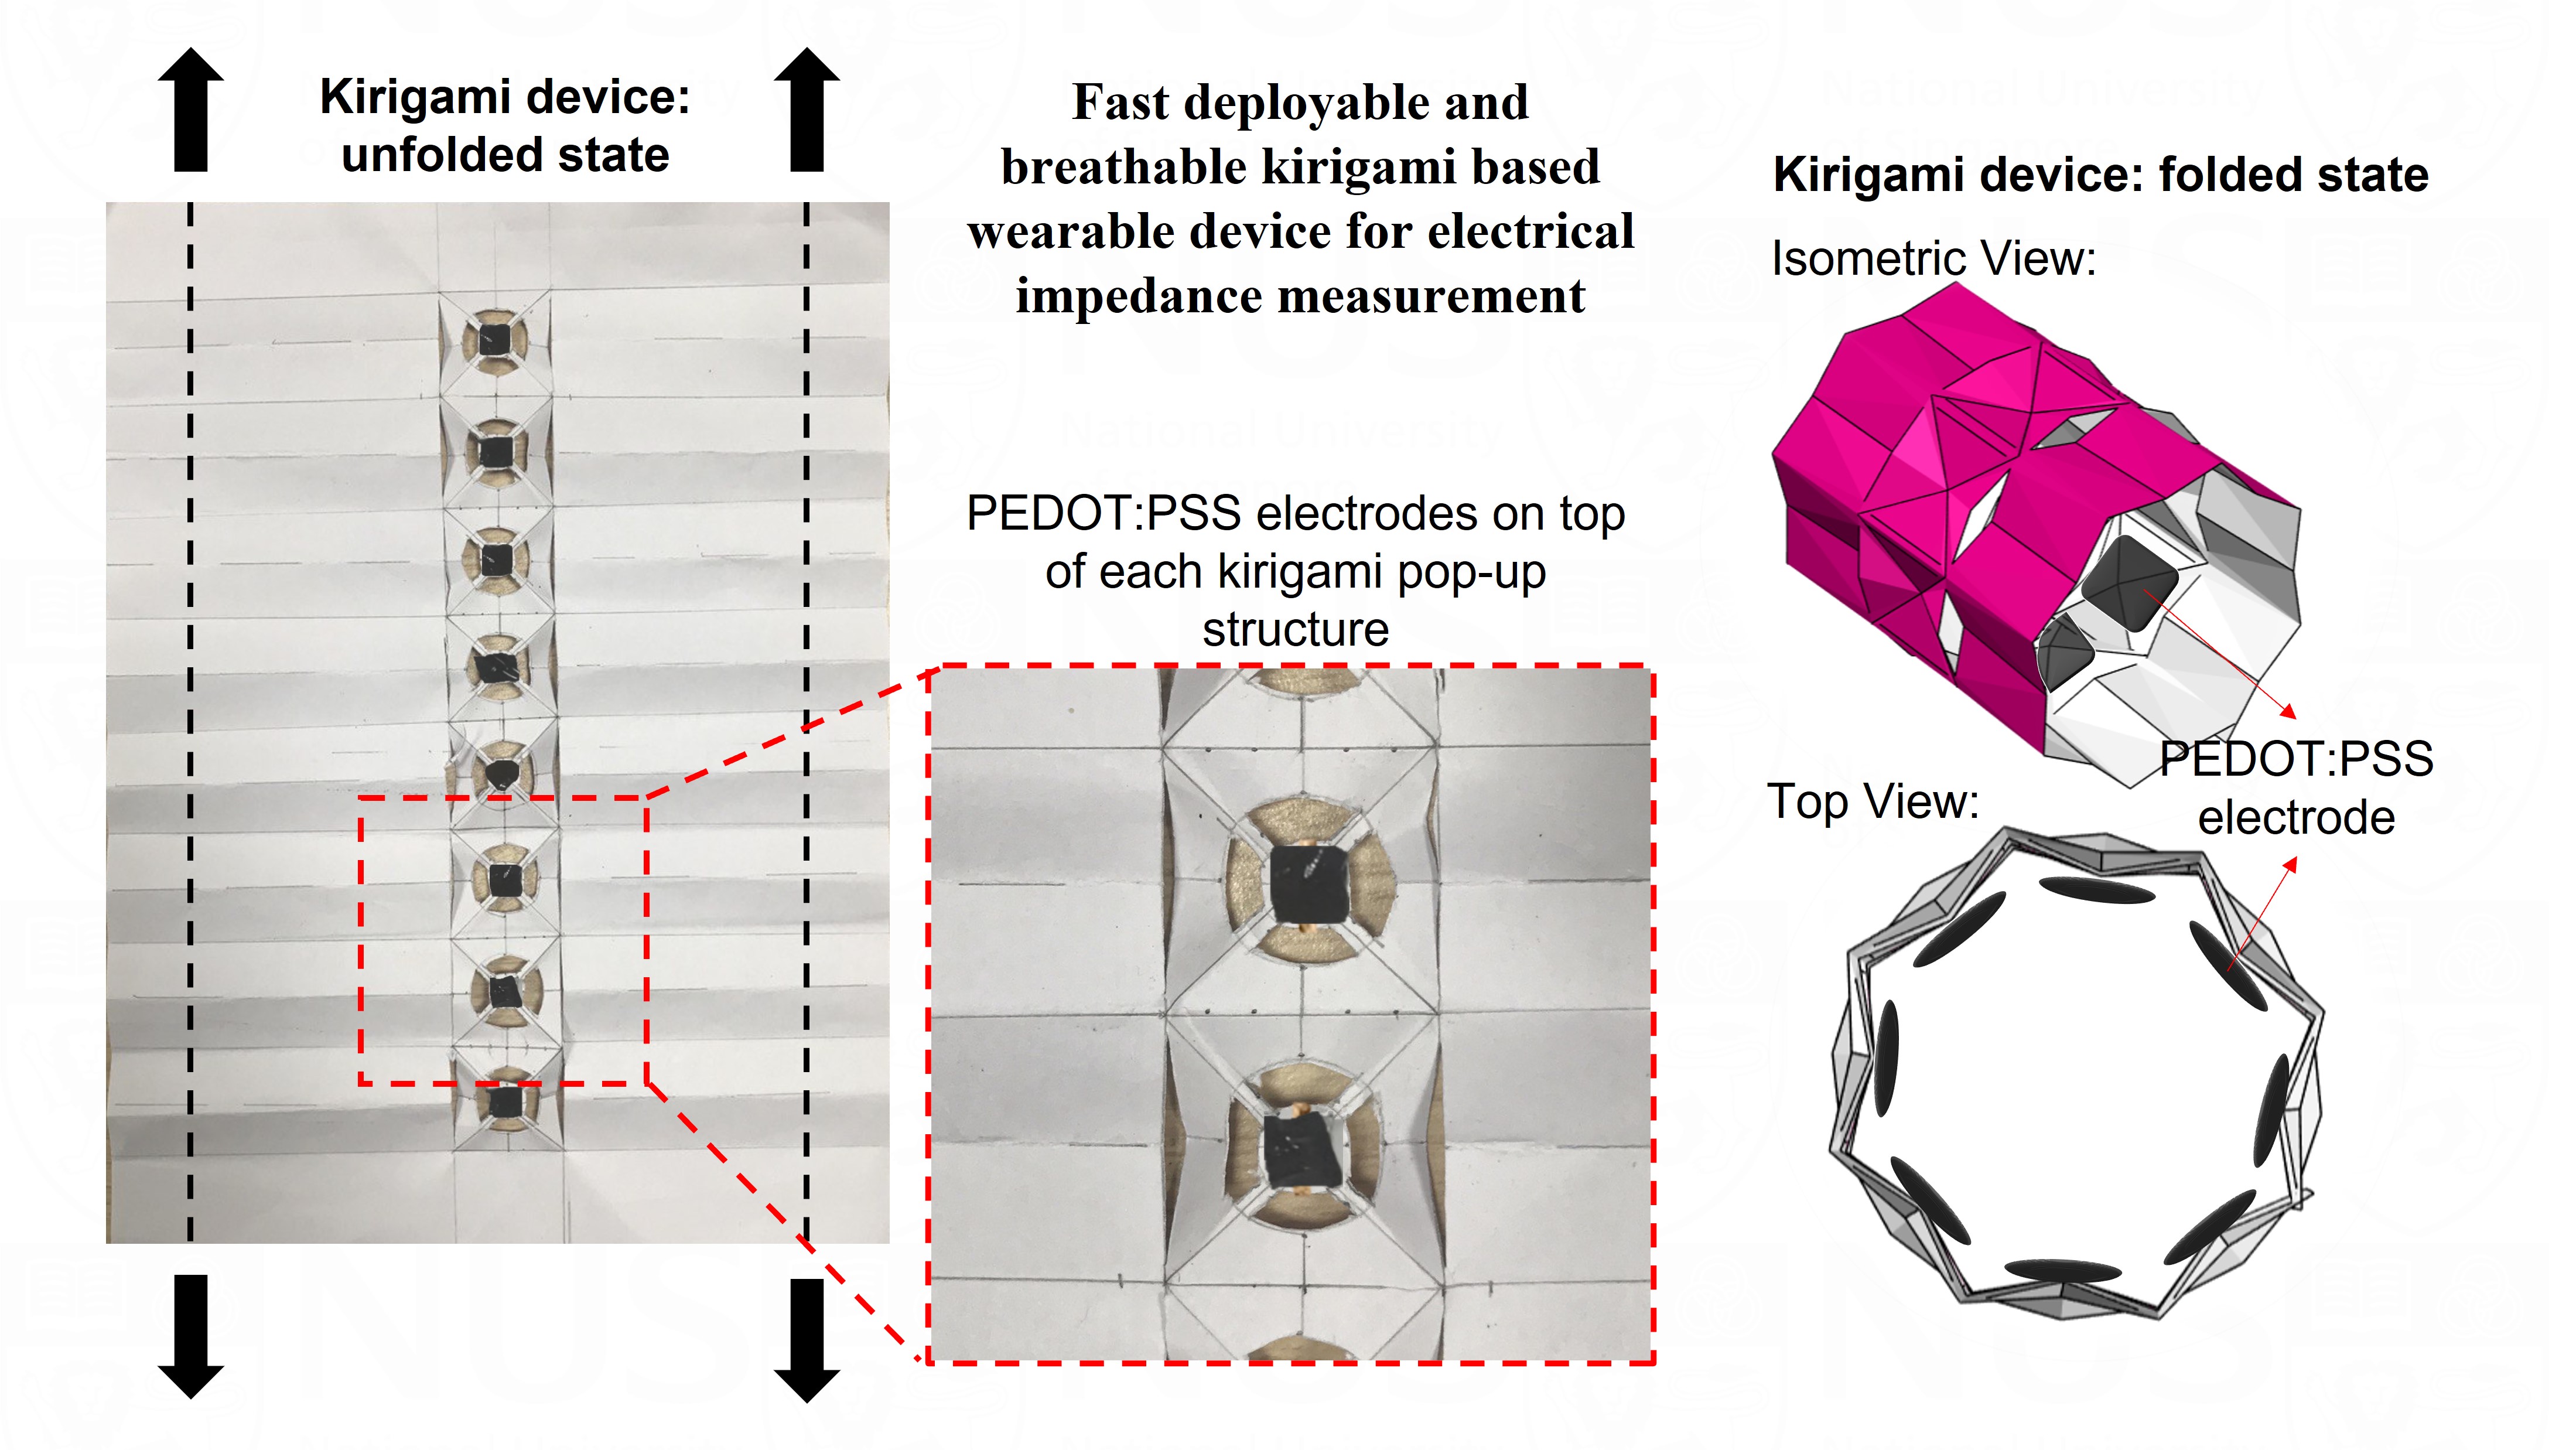 Kirigami device:
unfolded state
Fast deployable and
breathable kirigami based
wearable device for electrical
impedance measurement
PEDOT:PSS electrodes on top
of each kirigami pop-up
structure
Kirigami device: folded state
Isometric View:
PEDOT:PSS
electrode
Top View: